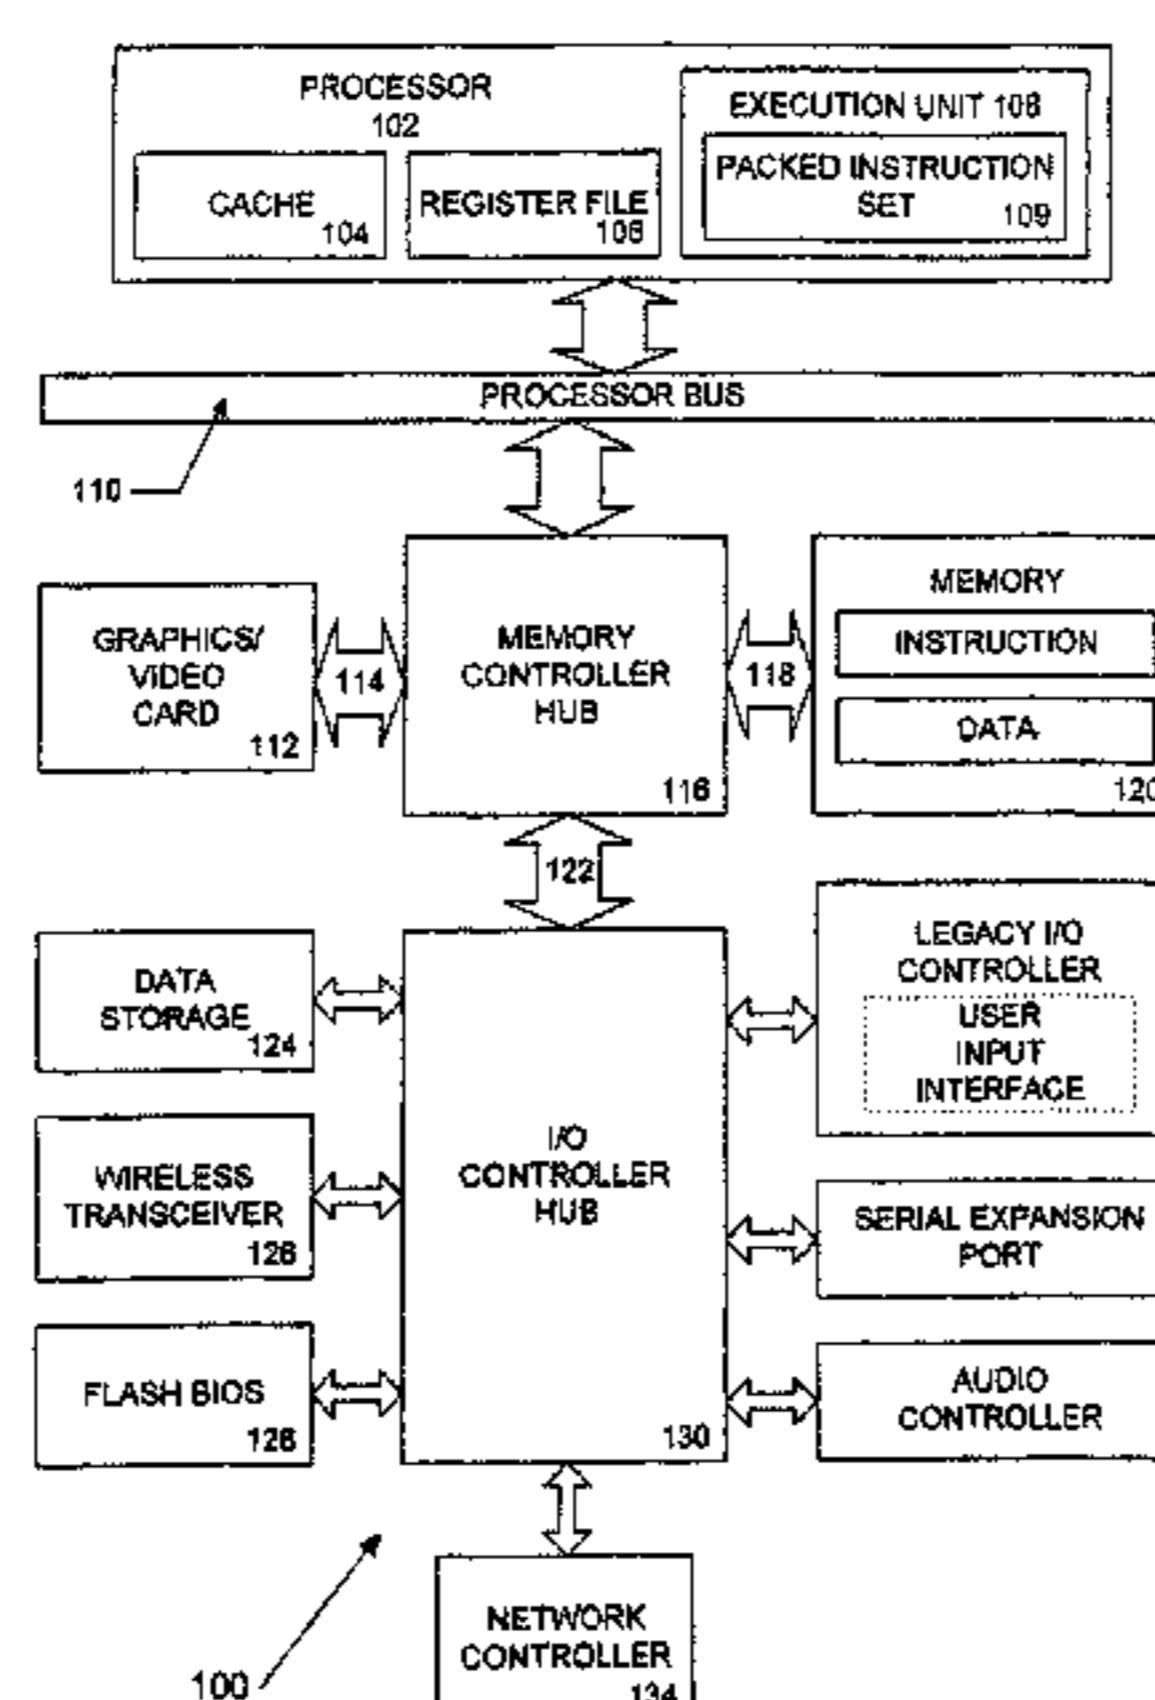 PROCESSOR
102
CACHE
104
REGISTER FILE
106
EXECUTION UNIT 108
PACKED INSTRUCTION
SET
109
PROCESSOR BUS
110
GRAPHICS/
VIDEO
CARD
112
114
MEMORY
CONTROLLER
HUB
116
118
MEMORY
INSTRUCTION
DATA
120
122
DATA
STORAGE
124
WIRELESS
TRANSCEIVER
126
FLASH BIOS
128
I/O
CONTROLLER
HUB
130
LEGACY I/O
CONTROLLER
USER
INPUT
INTERFACE
SERIAL EXPANSION
PORT
AUDIO
CONTROLLER
NETWORK
CONTROLLER
134
100